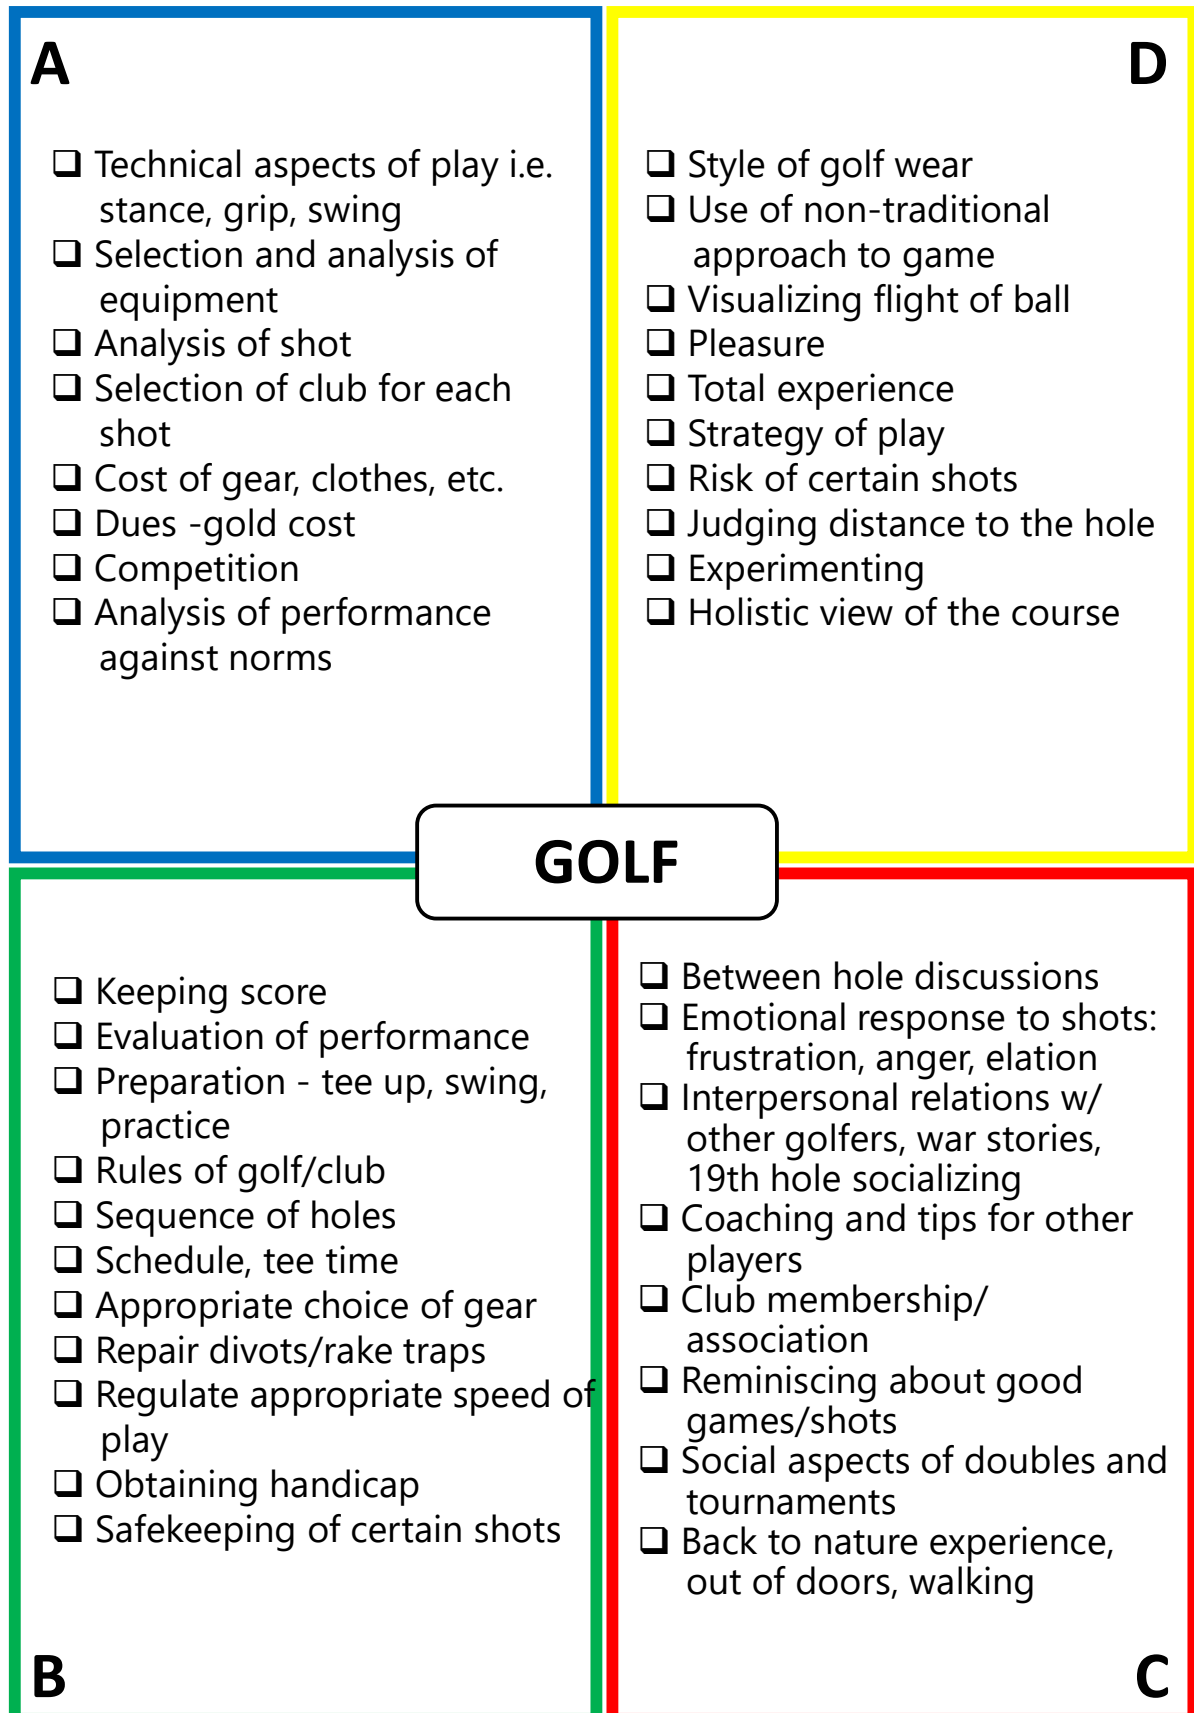 A
❑ Technical aspects of play i.e.
stance, grip, swing
❑ Selection and analysis of
equipment
❑ Analysis of shot
❑ Selection of club for each
shot
❑ Cost of gear, clothes, etc.
❑ Dues -gold cost
❑ Competition
❑ Analysis of performance
against norms
D
❑ Style of golf wear
❑ Use of non-traditional
approach to game
❑ Visualizing flight of ball
❑ Pleasure
❑ Total experience
❑ Strategy of play
❑ Risk of certain shots
❑ Judging distance to the hole
❑ Experimenting
❑ Holistic view of the course
GOLF
❑ Keeping score
❑ Evaluation of performance
❑ Preparation - tee up, swing,
practice
❑ Rules of golf/club
❑ Sequence of holes
❑ Schedule, tee time
❑ Appropriate choice of gear
❑ Repair divots/rake traps
❑ Regulate appropriate speed of
play
❑ Obtaining handicap
❑ Safekeeping of certain shots
B
❑ Between hole discussions
❑ Emotional response to shots:
frustration, anger, elation
❑ Interpersonal relations w/
other golfers, war stories,
19th hole socializing
❑ Coaching and tips for other
players
❑ Club membership/
association
❑ Reminiscing about good
games/shots
❑ Social aspects of doubles and
tournaments
❑ Back to nature experience,
out of doors, walking
C